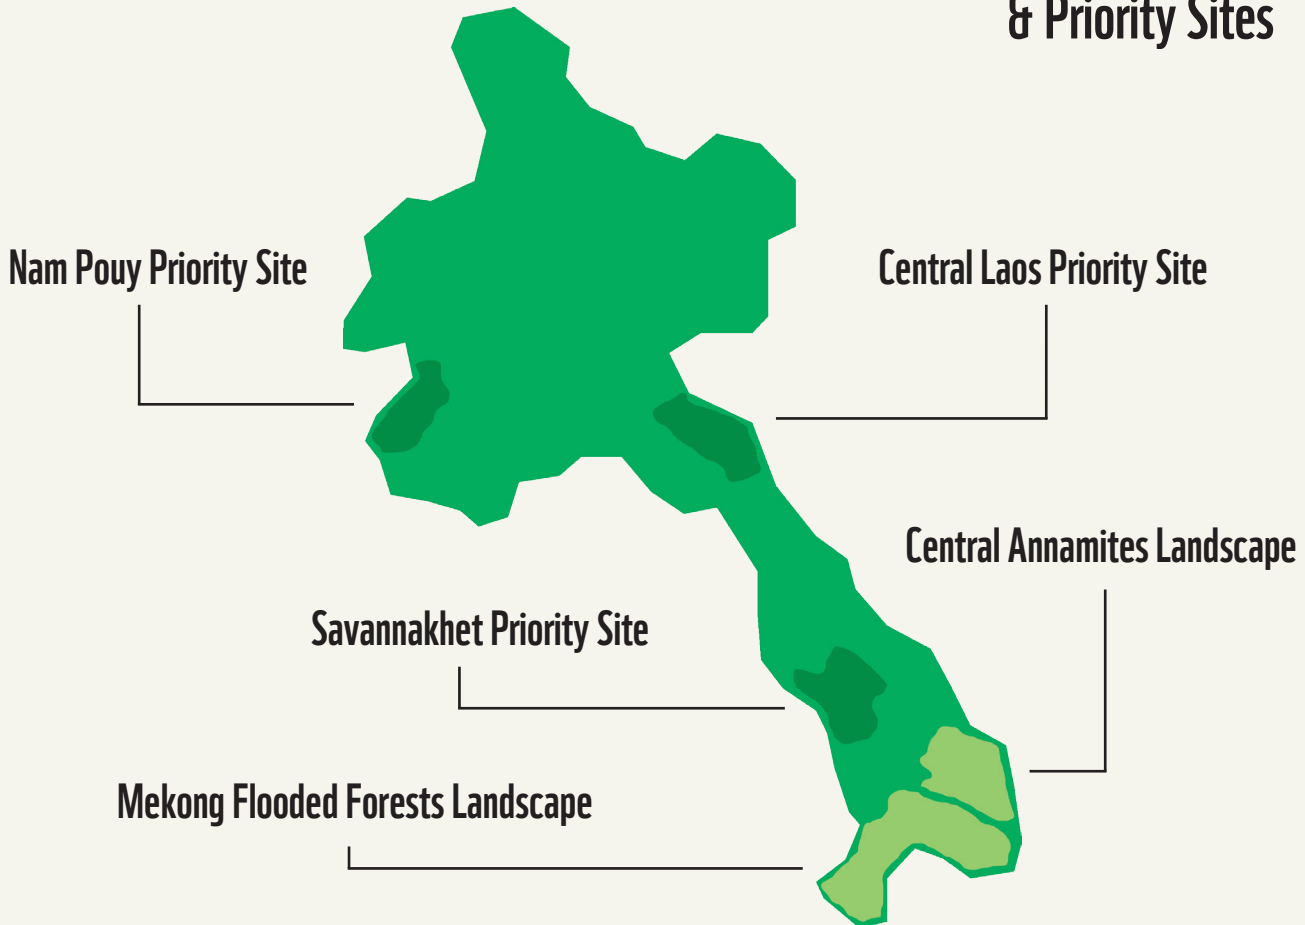 & Priority Sites
Nam Pouy Priority Site
Central Laos Priority Site
Central Annamites Landscape
Savannakhet Priority Site
Mekong Flooded Forests Landscape